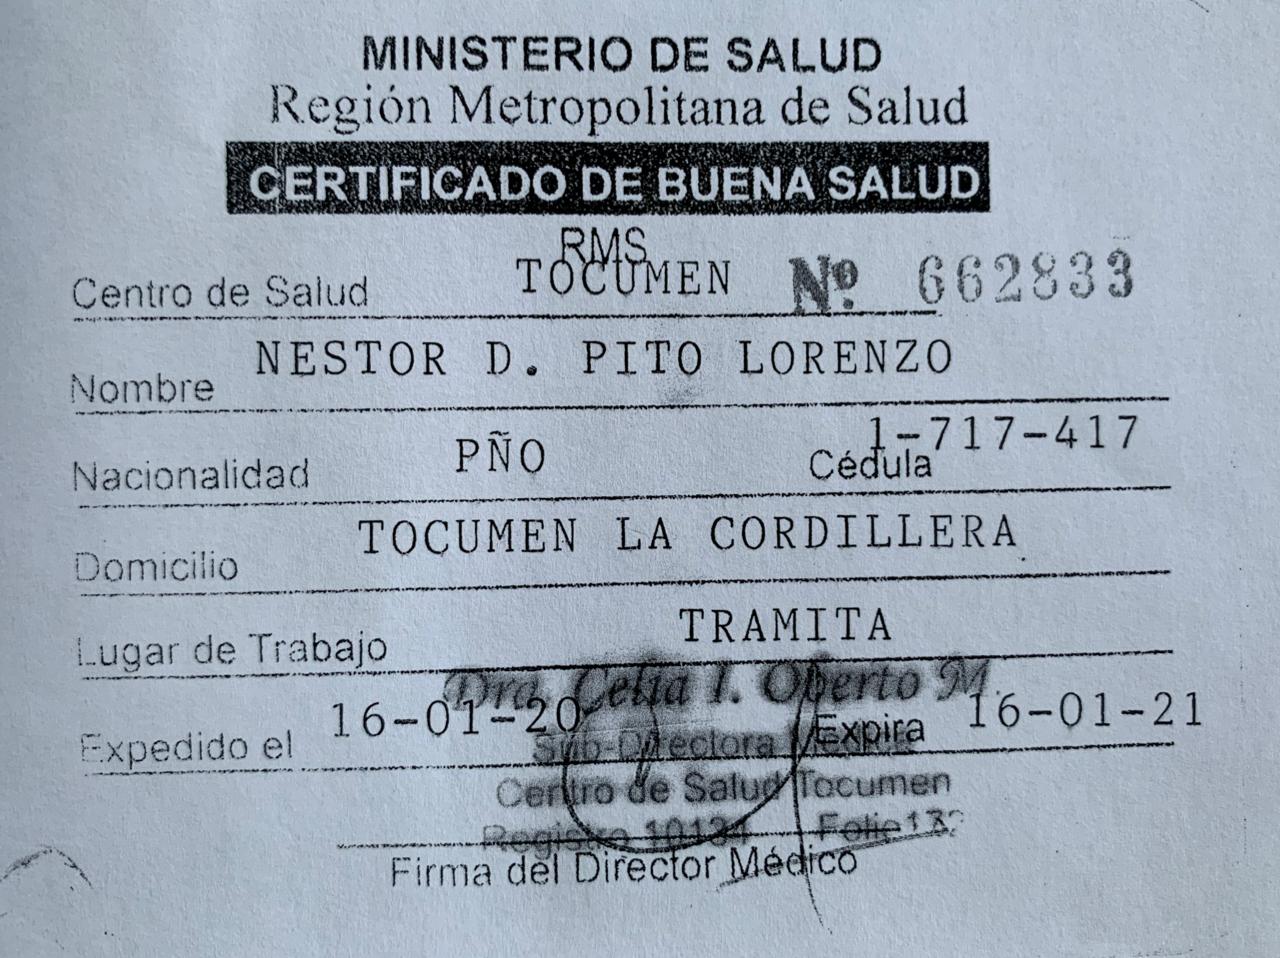 MINISTERIO DE SALUD
Región Metropolitana de Salud
CERTIFICADO DE BUENA SALUD
RMS
Centro de Salud TOCUMEN Nº 662833
Nombre NESTOR D. PITO LORENZO
Nacionalidad PÑO Cédula 1-717-417
Domicilio TOCUMEN LA CORDILLERA
Lugar de Trabajo TRAMITA
Dra. Celia I. Oberto M.
Expedido el 16-01-20 Expira 16-01-21
Sub-Directora
Centro de Salud Tocumen
Registro 10134 Folio
Firma del Director Médico